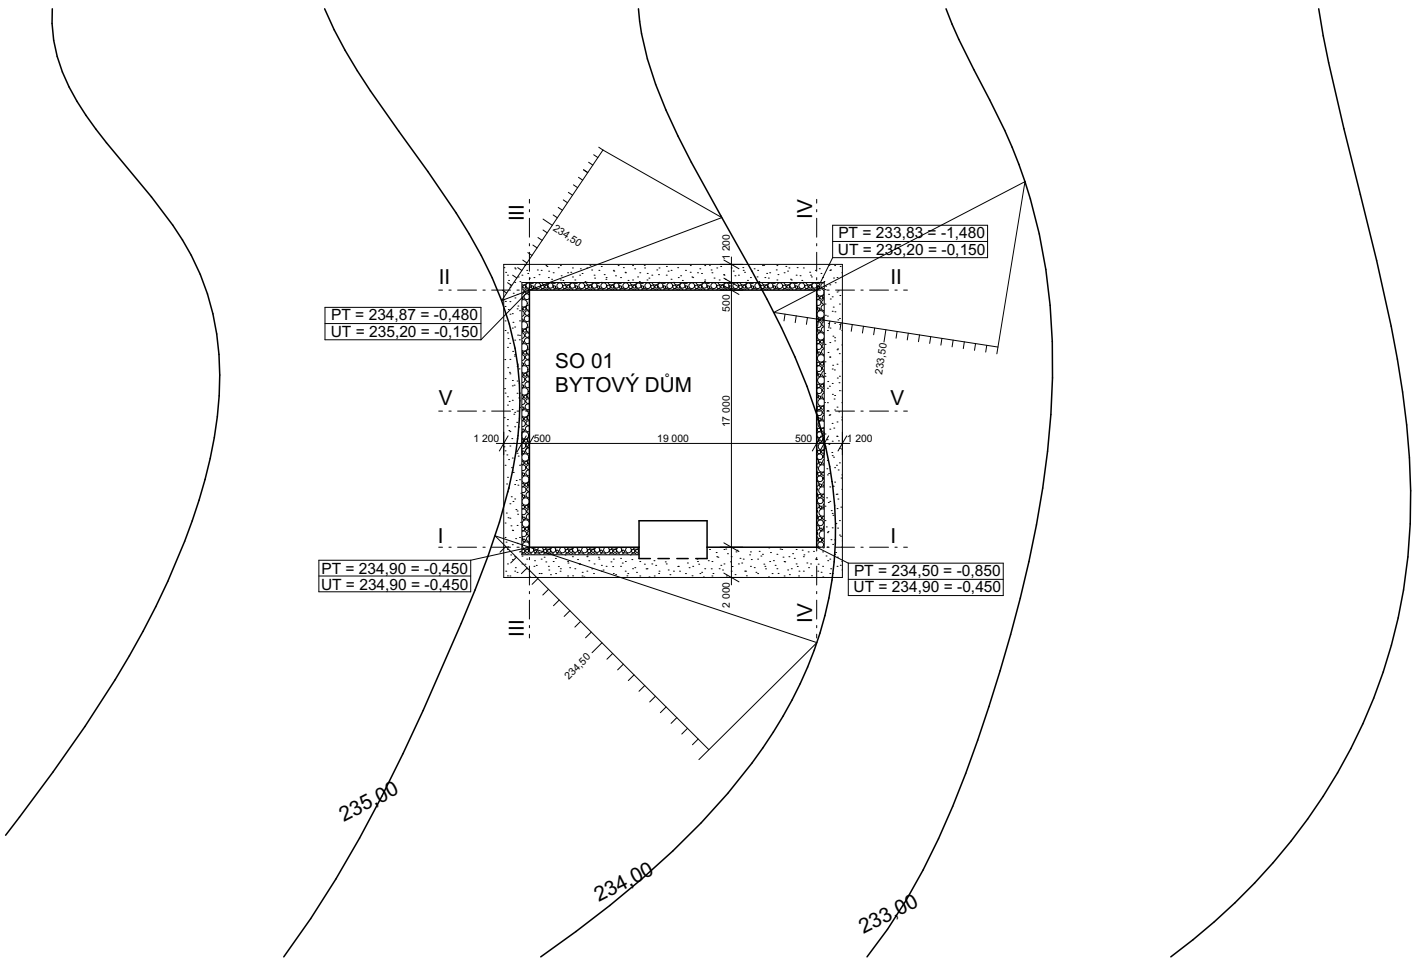 III
IV
234,50
1 200
PT = 233,83 = -1,480
UT = 235,20 = -0,150
II
II
500
PT = 234,87 = -0,480
UT = 235,20 = -0,150
233,50
SO 01
BYTOVÝ DŮM
V
V
17 000
1 200
500
19 000
500
1 200
I
I
PT = 234,90 = -0,450
UT = 234,90 = -0,450
PT = 234,50 = -0,850
UT = 234,90 = -0,450
2 000
III
IV
234,50
235,00
234,00
233,00